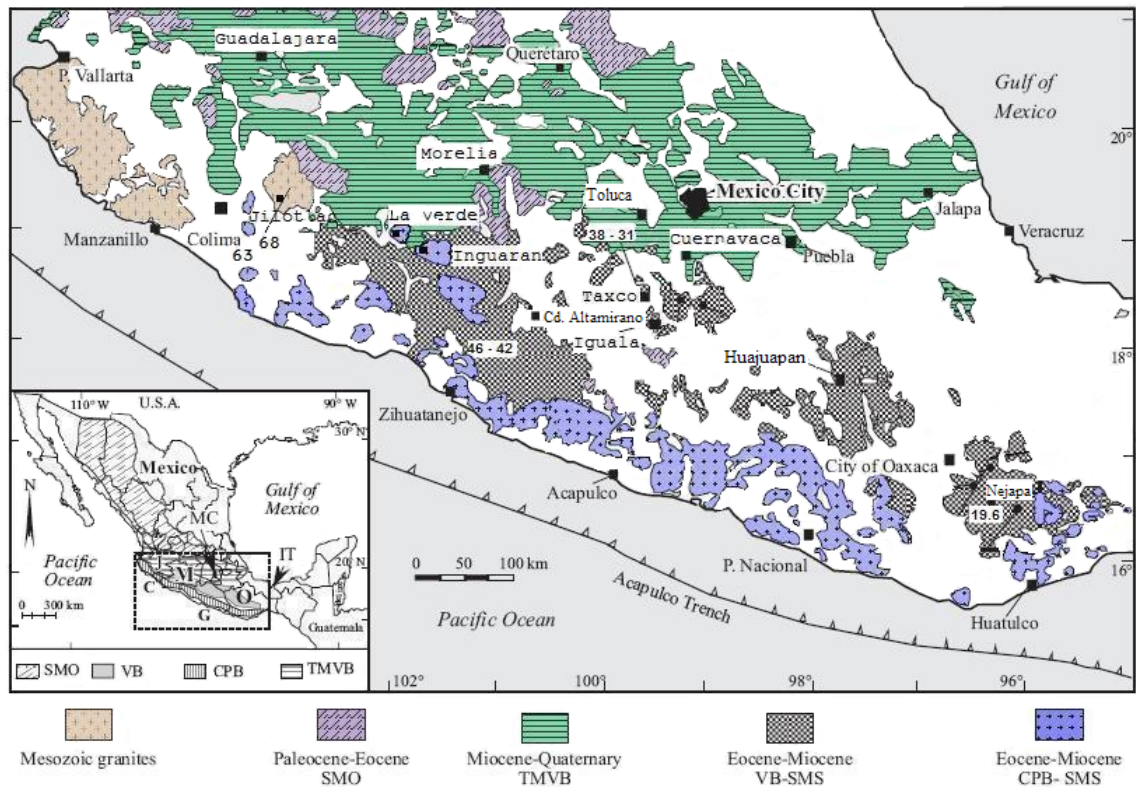 Guadalajara
Querétaro
P. Vallarta
Gulf of
Mexico
20°
Morelia
Toluca
Mexico City
Jalapa
La verde
Manzanillo
Colima
68
63
38 - 31
Cuernavaca
Veracruz
Inguaran
Puebla
Taxco
Cd. Altamirano
Iguala
18°
46 - 42
Huajuapan
Zihuatanejo
City of Oaxaca
Acapulco
Nejapa
19.6
P. Nacional
16°
0 50 100 km
Acapulco Trench
Pacific Ocean
Huatulco
102°
100°
98°
96°
110° W
U.S.A.
90° W
30° N
Mexico
N
Gulf of
Mexico
MC
Pacific
Ocean
IT
20° N
J
M
C
O
G
0 300 km
Guatemala
SMO
VB
CPB
TMVB
Mesozoic granites
Paleocene-Eocene
SMO
Miocene-Quaternary
TMVB
Eocene-Miocene
VB-SMS
Eocene-Miocene
CPB- SMS